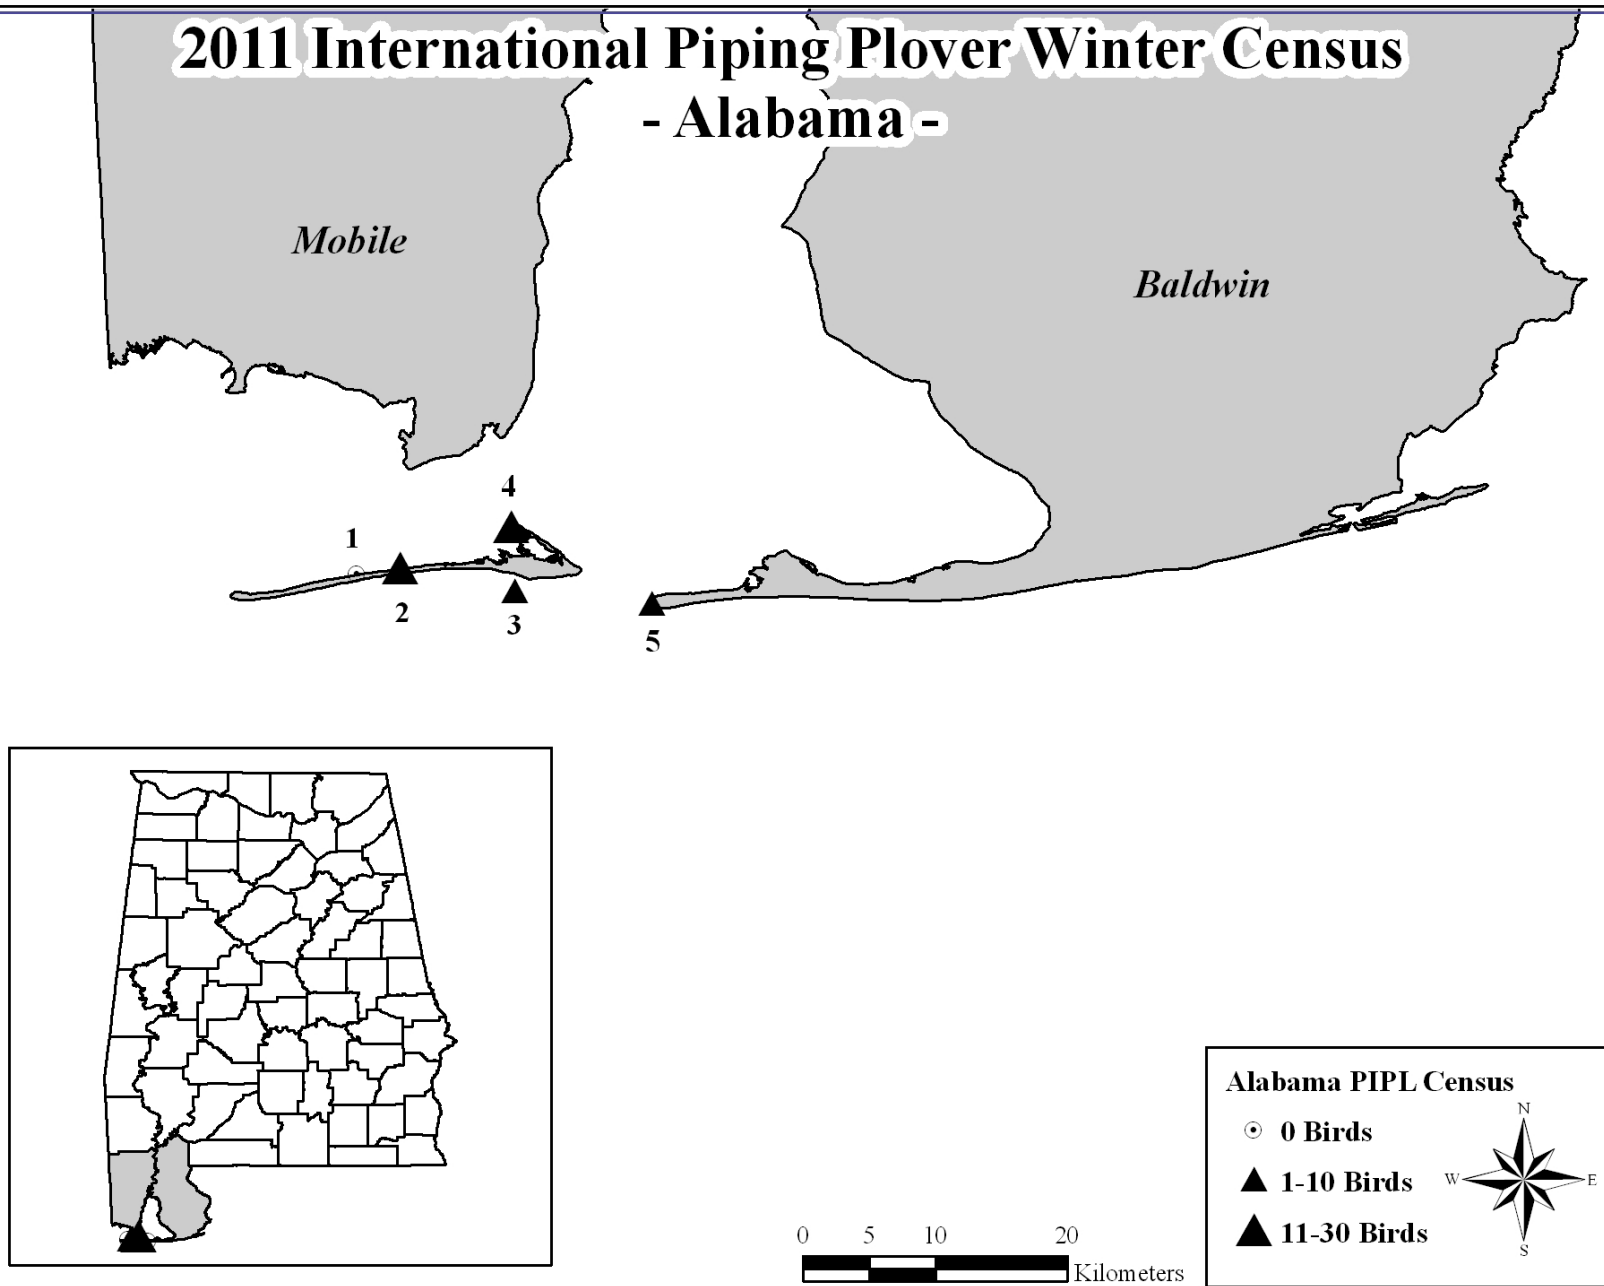 2011 International Piping Plover Winter Census
- Alabama -
Mobile
Baldwin
4
1
2
3
5
Alabama PIPL Census
0 Birds
1-10 Birds
11-30 Birds
N
W
E
S
0 5 10 20
Kilometers